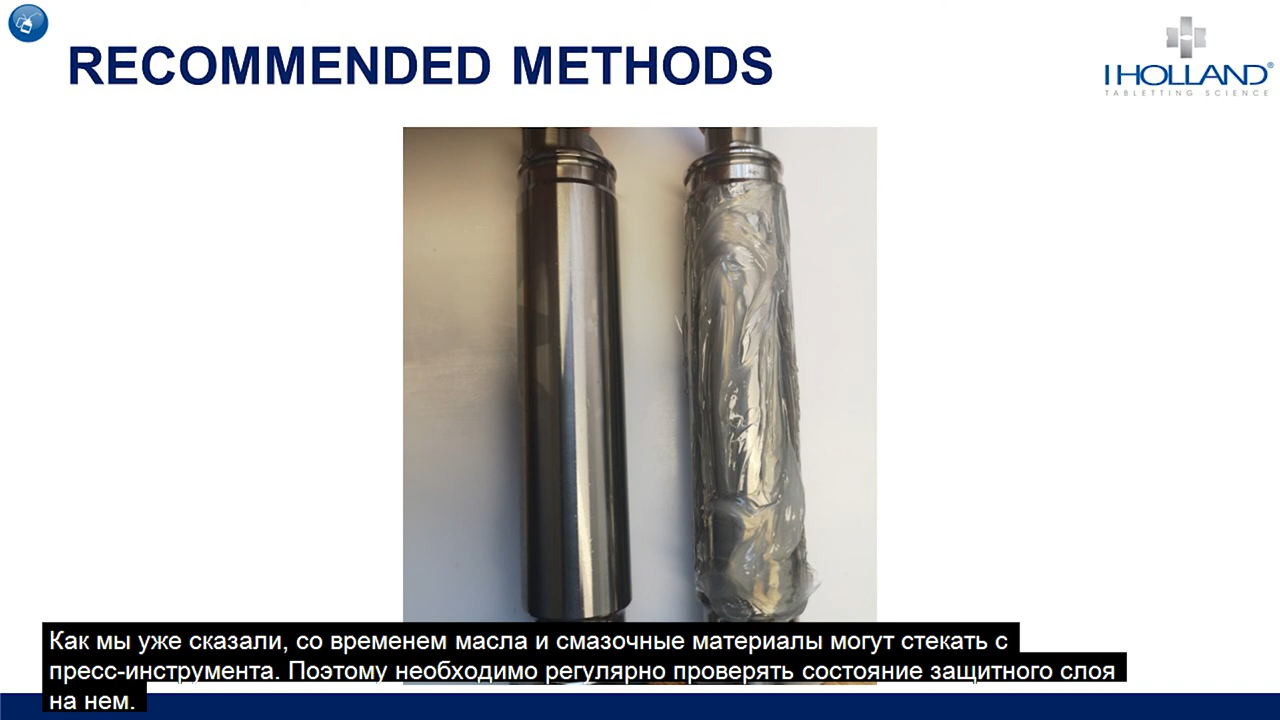 RECOMMENDED METHODS
I HOLLAND®
TABLETTING SCIENCE
Как мы уже сказали, со временем масла и смазочные материалы могут стекать с
пресс-инструмента. Поэтому необходимо регулярно проверять состояние защитного слоя
на нем.